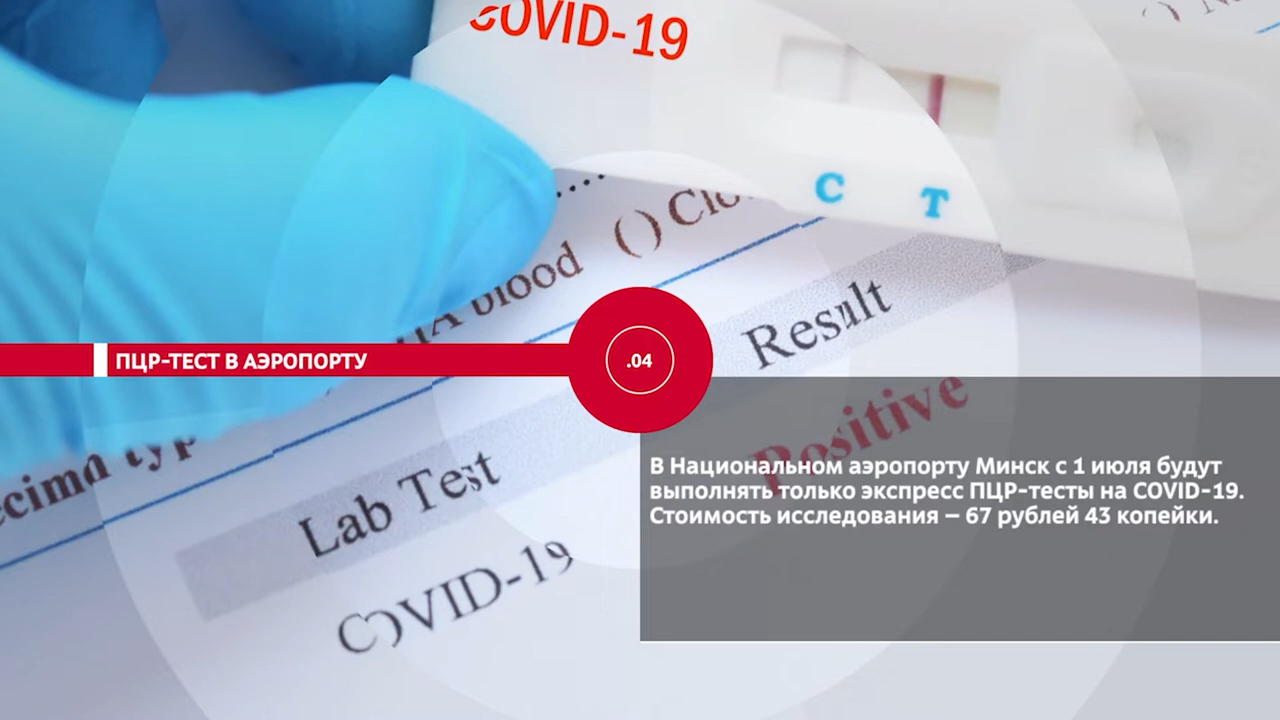 COVID-19
C T
blood () Clo
Result
ПЦР-ТЕСТ В АЭРОПОРТУ
.04
Positive
В Национальном аэропорту Минск с 1 июля будут
выполнять только экспресс ПЦР-тесты на COVID-19.
Стоимость исследования – 67 рублей 43 копейки.
Lab Test
COVID-19